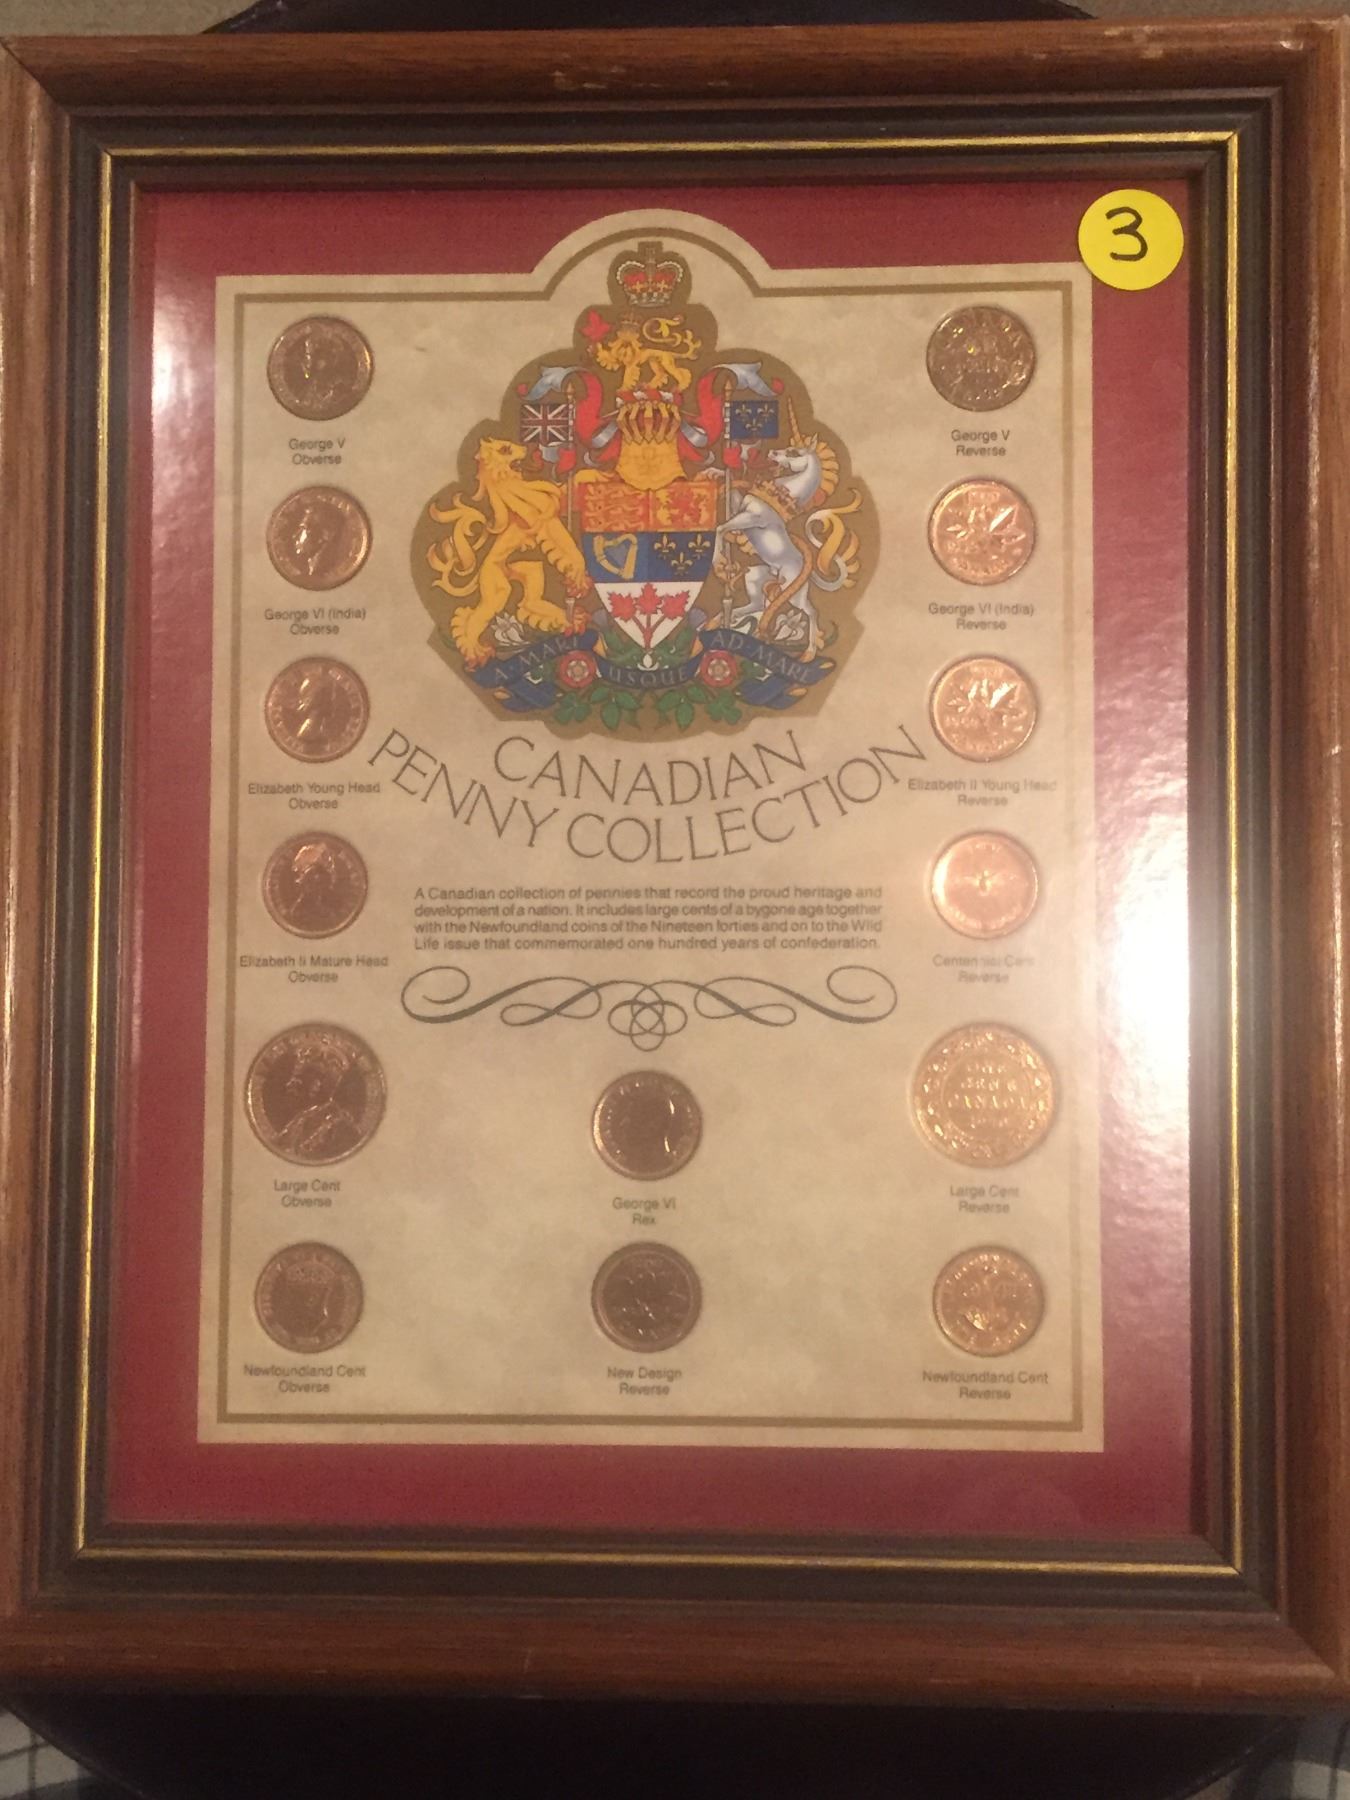 3
George V
Obverse
George V
Reverse
George VI (India)
Obverse
George VI (India)
Reverse
A·MARI
USQUE
AD·MARE
Elizabeth Young Head
Obverse
Elizabeth II Young Head
Reverse
CANADIAN
PENNY COLLECTION
A Canadian collection of pennies that record the proud heritage and
development of a nation. It includes large cents of a bygone age together
with the Newfoundland coins of the Nineteen forties and on to the Wild
Life issue that commemorated one hundred years of confederation.
Elizabeth II Mature Head
Obverse
Centennial Cent
Reverse
ONE
CENT
CANADA
Large Cent
Obverse
George VI
Rex
Large Cent
Reverse
Newfoundland Cent
Obverse
New Design
Reverse
Newfoundland Cent
Reverse